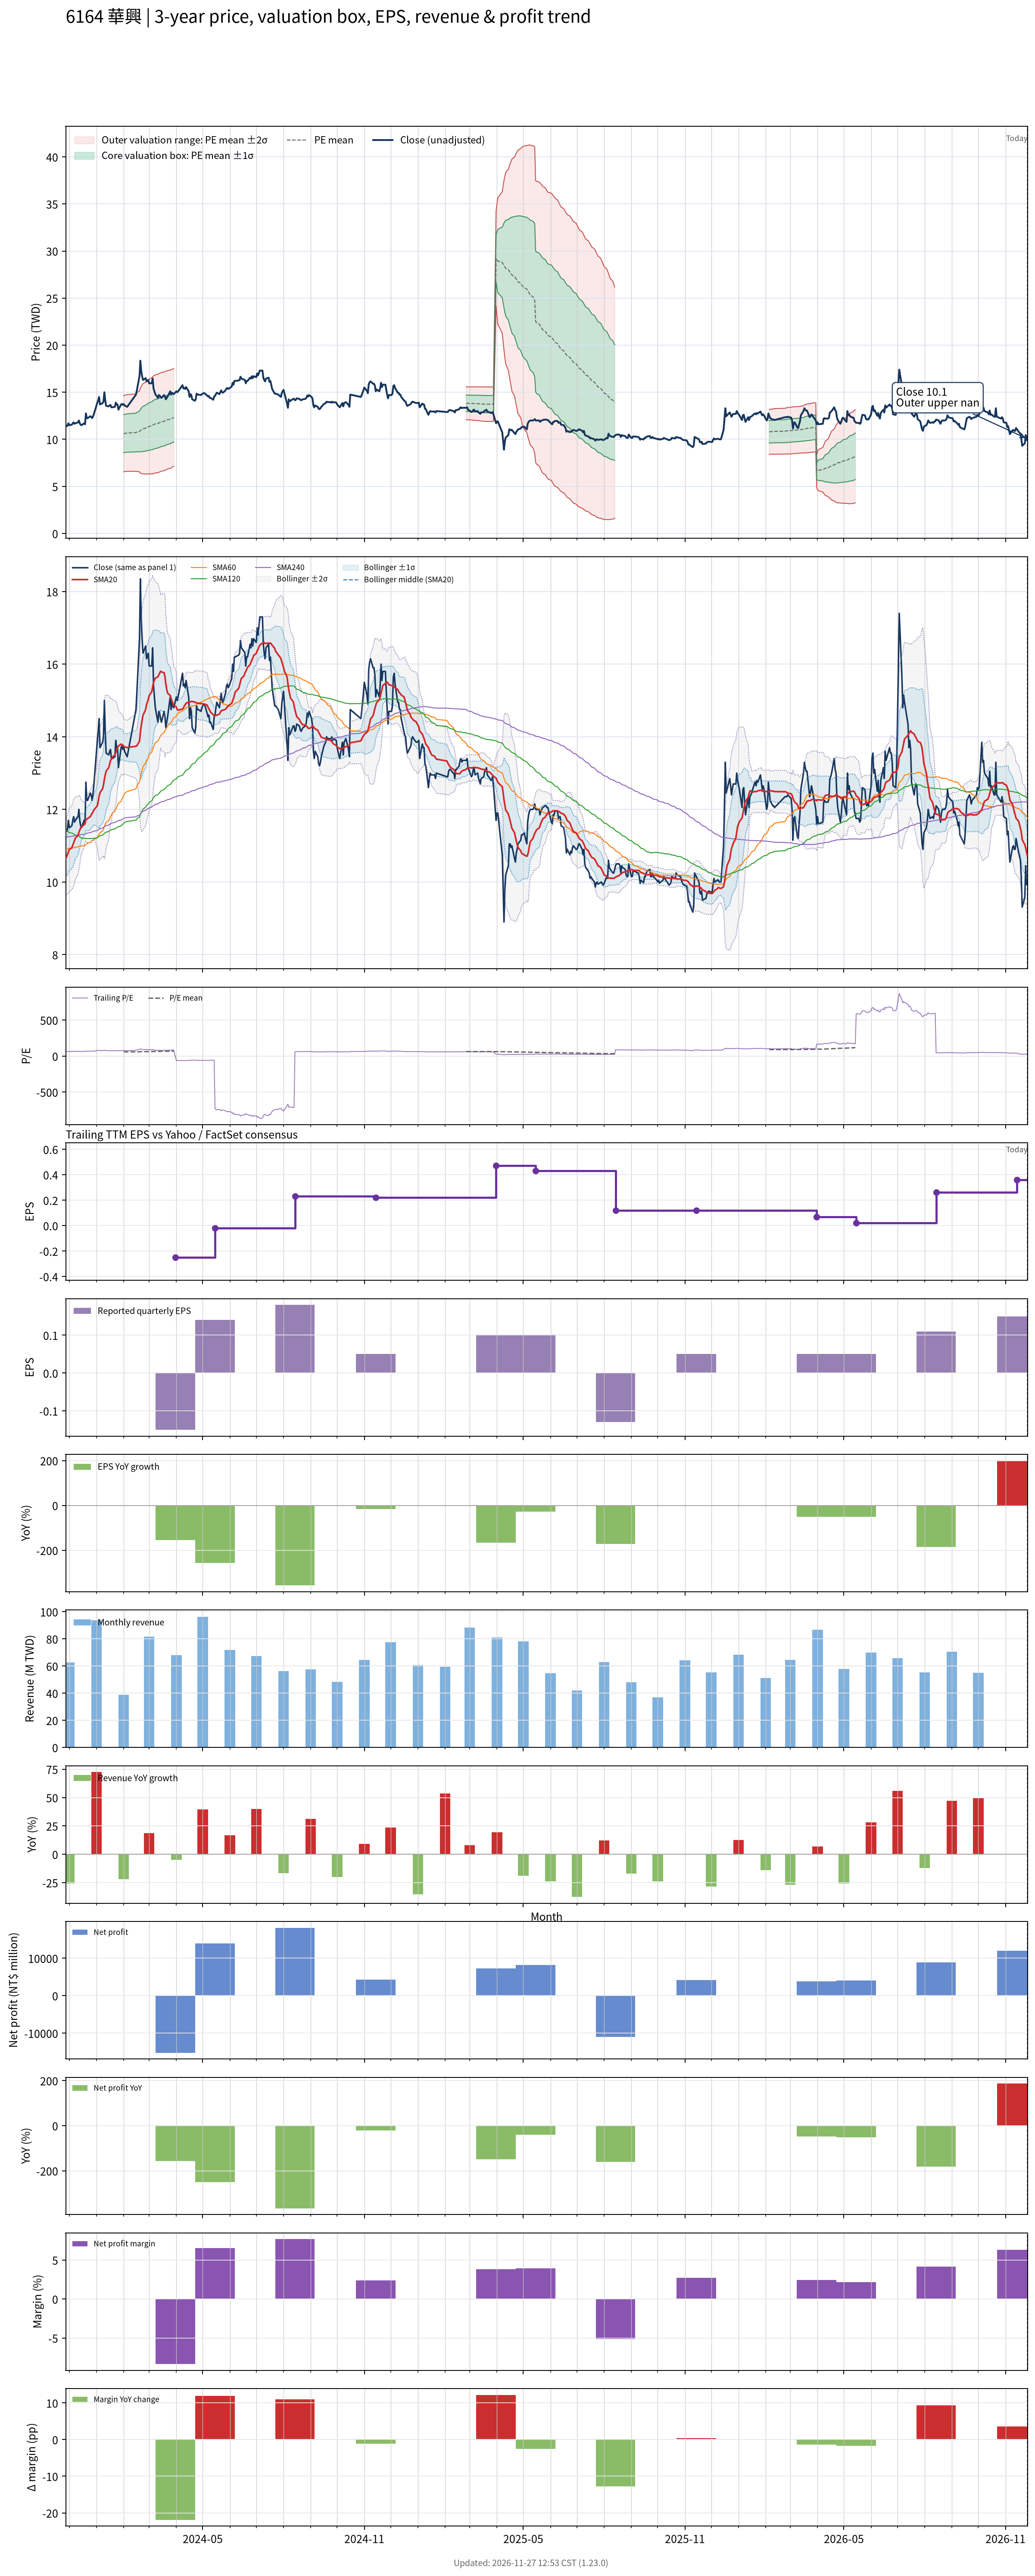 6164 華興 | 3-year price, valuation box, EPS, revenue & profit trend
Outer valuation range: PE mean ±2σ
PE mean
Close (unadjusted)
Core valuation box: PE mean ±1σ
Today
Price (TWD)
40
35
30
25
20
15
10
5
0
Close 10.1
Outer upper nan
Close (same as panel 1)
SMA60
SMA240
Bollinger ±1σ
SMA20
SMA120
Bollinger ±2σ
Bollinger middle (SMA20)
Price
18
16
14
12
10
8
Trailing P/E
P/E mean
P/E
500
0
-500
Trailing TTM EPS vs Yahoo / FactSet consensus
Today
EPS
0.6
0.4
0.2
0.0
-0.2
-0.4
Reported quarterly EPS
EPS
0.1
0.0
-0.1
EPS YoY growth
YoY (%)
200
0
-200
Monthly revenue
Revenue (M TWD)
100
80
60
40
20
0
Revenue YoY growth
YoY (%)
75
50
25
0
-25
Month
Net profit
Net profit (NT$ million)
10000
0
-10000
Net profit YoY
YoY (%)
200
0
-200
Net profit margin
Margin (%)
5
0
-5
Margin YoY change
Δ margin (pp)
10
0
-10
-20
2024-05
2024-11
2025-05
2025-11
2026-05
2026-11
Updated: 2026-11-27 12:53 CST (1.23.0)